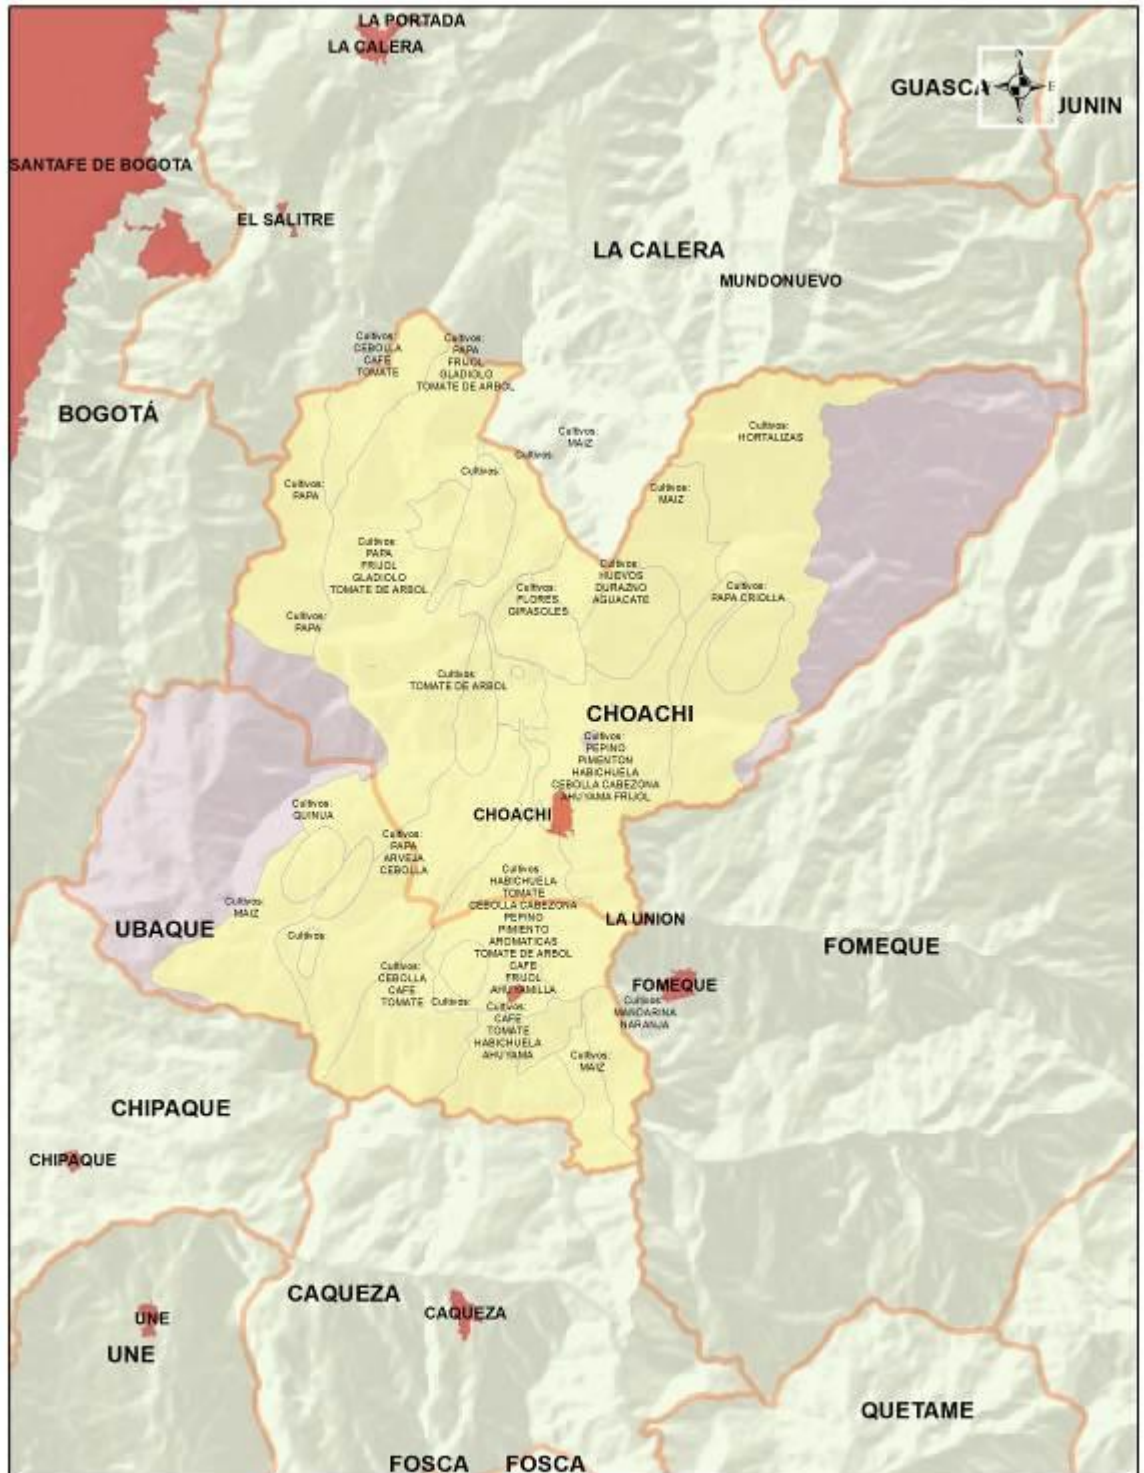 LA PORTADA
LA CALERA
GUASCA
N
E
S
JUNIN
SANTAFE DE BOGOTA
EL SALITRE
LA CALERA
MUNDONUEVO
Cultivos:
CEBOLLA
CAFE
TOMATE
Cultivos:
PAPA
FRIJOL
GLADIOLO
TOMATE DE ARBOL
BOGOTÁ
Cultivos:
MAIZ
Cultivos:
HORTALIZAS
Cultivos:
Cultivos:
Cultivos:
PAPA
Cultivos:
MAIZ
Cultivos:
PAPA
FRIJOL
GLADIOLO
TOMATE DE ARBOL
Cultivos:
FLORES
GIRASOLES
Cultivos:
HUEVOS
DURAZNO
AGUACATE
Cultivos:
PAPA CRIOLLA
Cultivos:
PAPA
Cultivos:
TOMATE DE ARBOL
CHOACHI
Cultivos:
PEPINO
PIMENTON
HABICHUELA
CEBOLLA CABEZONA
AHUYAMA FRIJOL
CHOACHI
Cultivos:
QUINUA
Cultivos:
PAPA
ARVEJA
CEBOLLA
Cultivos:
HABICHUELA
TOMATE
CEBOLLA CABEZONA
PEPINO
PIMIENTO
AROMATICAS
TOMATE DE ARBOL
CAFE
FRIJOL
AHUYAMILLA
Cultivos:
MAIZ
UBAQUE
LA UNION
Cultivos:
FOMEQUE
Cultivos:
CEBOLLA
CAFE
TOMATE
Cultivos:
FOMEQUE
Cultivos:
MANDARINA
NARANJA
Cultivos:
CAFE
TOMATE
HABICHUELA
AHUYAMA
Cultivos:
MAIZ
CHIPAQUE
CHIPAQUE
CAQUEZA
CAQUEZA
UNE
UNE
QUETAME
FOSCA
FOSCA